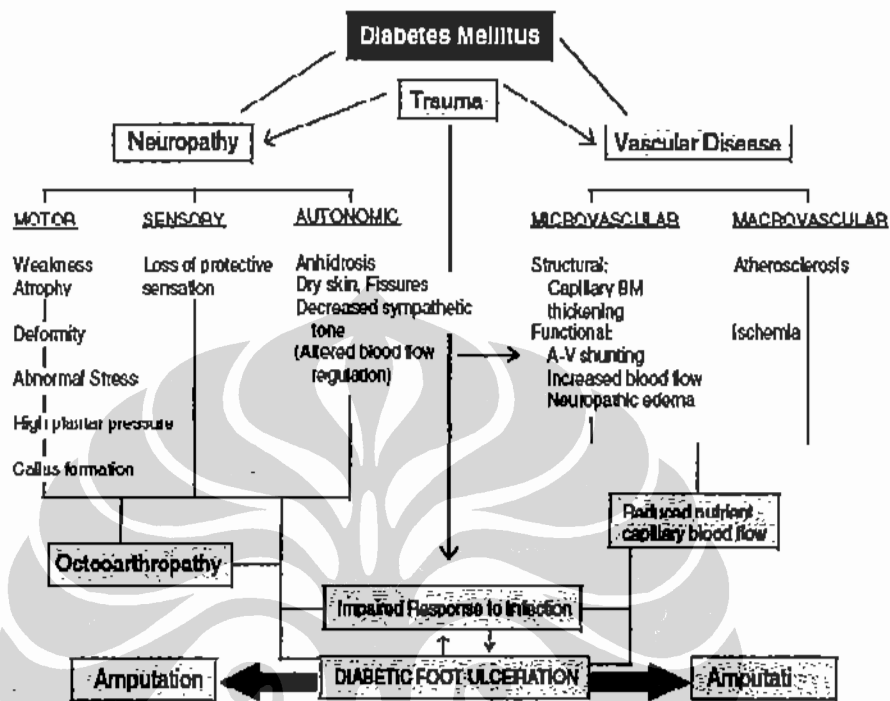 Diabetes Mellitus
Trauma
Neuropathy
Vascular Disease
MOTOR
SENSORY
AUTONOMIC
MICROVASCULAR
MACROVASCULAR
Weakness
Atrophy
Deformity
Abnormal Stress
High plantar pressure
Callus formation
Loss of protective
sensation
Anhidrosis
Dry skin, Fissures
Decreased sympathetic
tone
(Altered blood flow
regulation)
Structural:
Capillary BM
thickening
Functional:
A-V shunting
Increased blood flow
Neuropathic edema
Atherosclerosis
Ischemia
Reduced nutrient
capillary blood flow
Osteoarthropathy
Impaired Response to Infection
Amputation
DIABETIC FOOT ULCERATION
Amputati